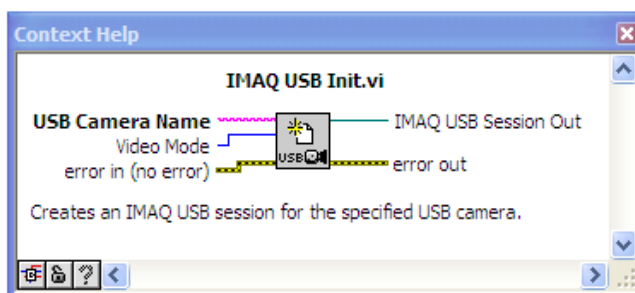 Context Help
IMAQ USB Init.vi
USB Camera Name
IMAQ USB Session Out
Video Mode
error in (no error)
error out
USB
Creates an IMAQ USB session for the specified USB camera.
?